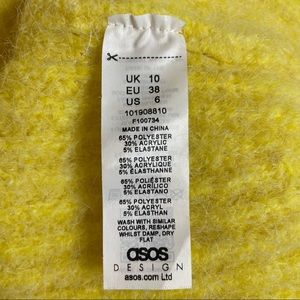 UK 10
EU 38
US 6
101908810
F100734
MADE IN CHINA
65% POLYESTER
30% ACRYLIC
5% ELASTANE
65% POLYESTER
30% ACRYLIQUE
5% ELASTHANNE
65% POLIÉSTER
30% ACRÍLICO
5% ELASTANO
65% POLYESTER
30% ACRYL
5% ELASTHAN
WASH WITH SIMILAR
COLOURS, RESHAPE
WHILST DAMP, DRY
FLAT
asos
DESIGN
asos.com Ltd